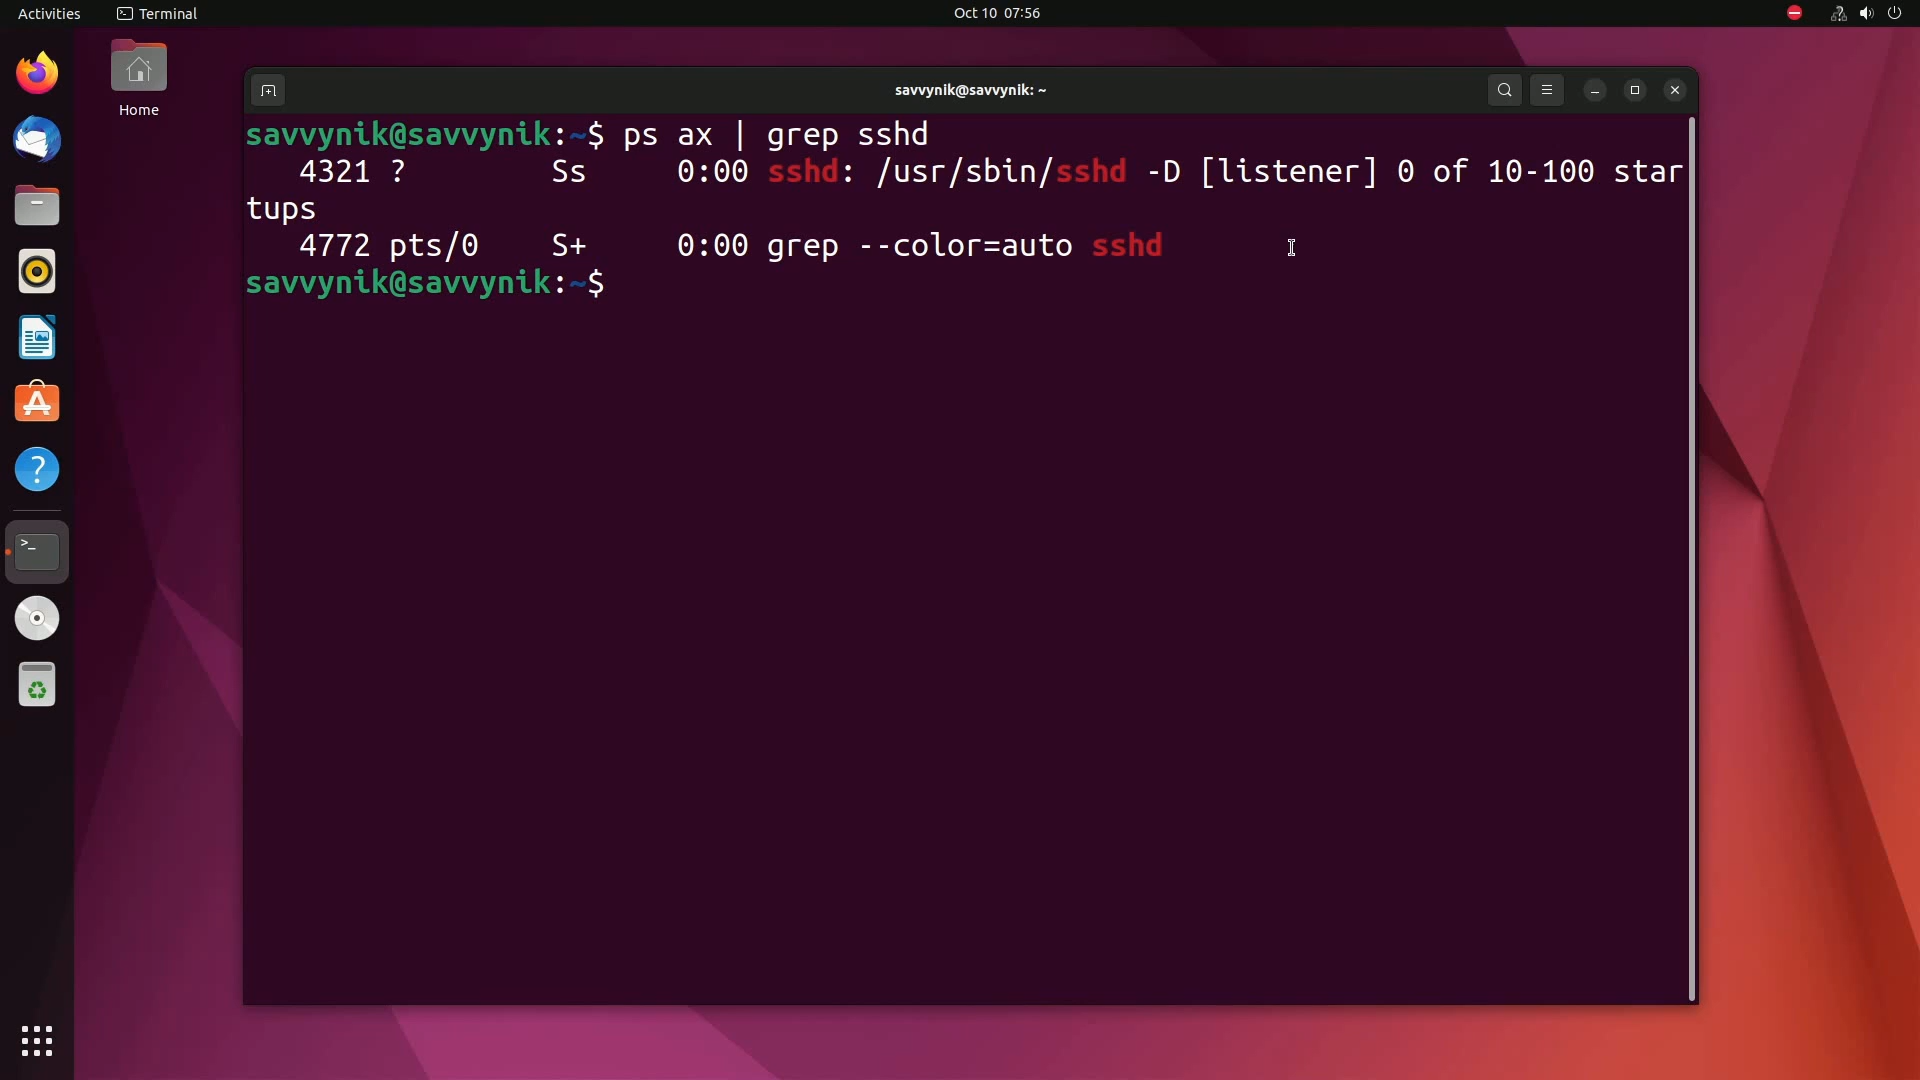 Activities Terminal Oct 10 07:56
Home
savvynik@savvynik: ~
savvynik@savvynik:~$ ps ax | grep sshd
   4321 ?        Ss     0:00 sshd: /usr/sbin/sshd -D [listener] 0 of 10-100 star
tups
   4772 pts/0    S+     0:00 grep --color=auto sshd
savvynik@savvynik:~$